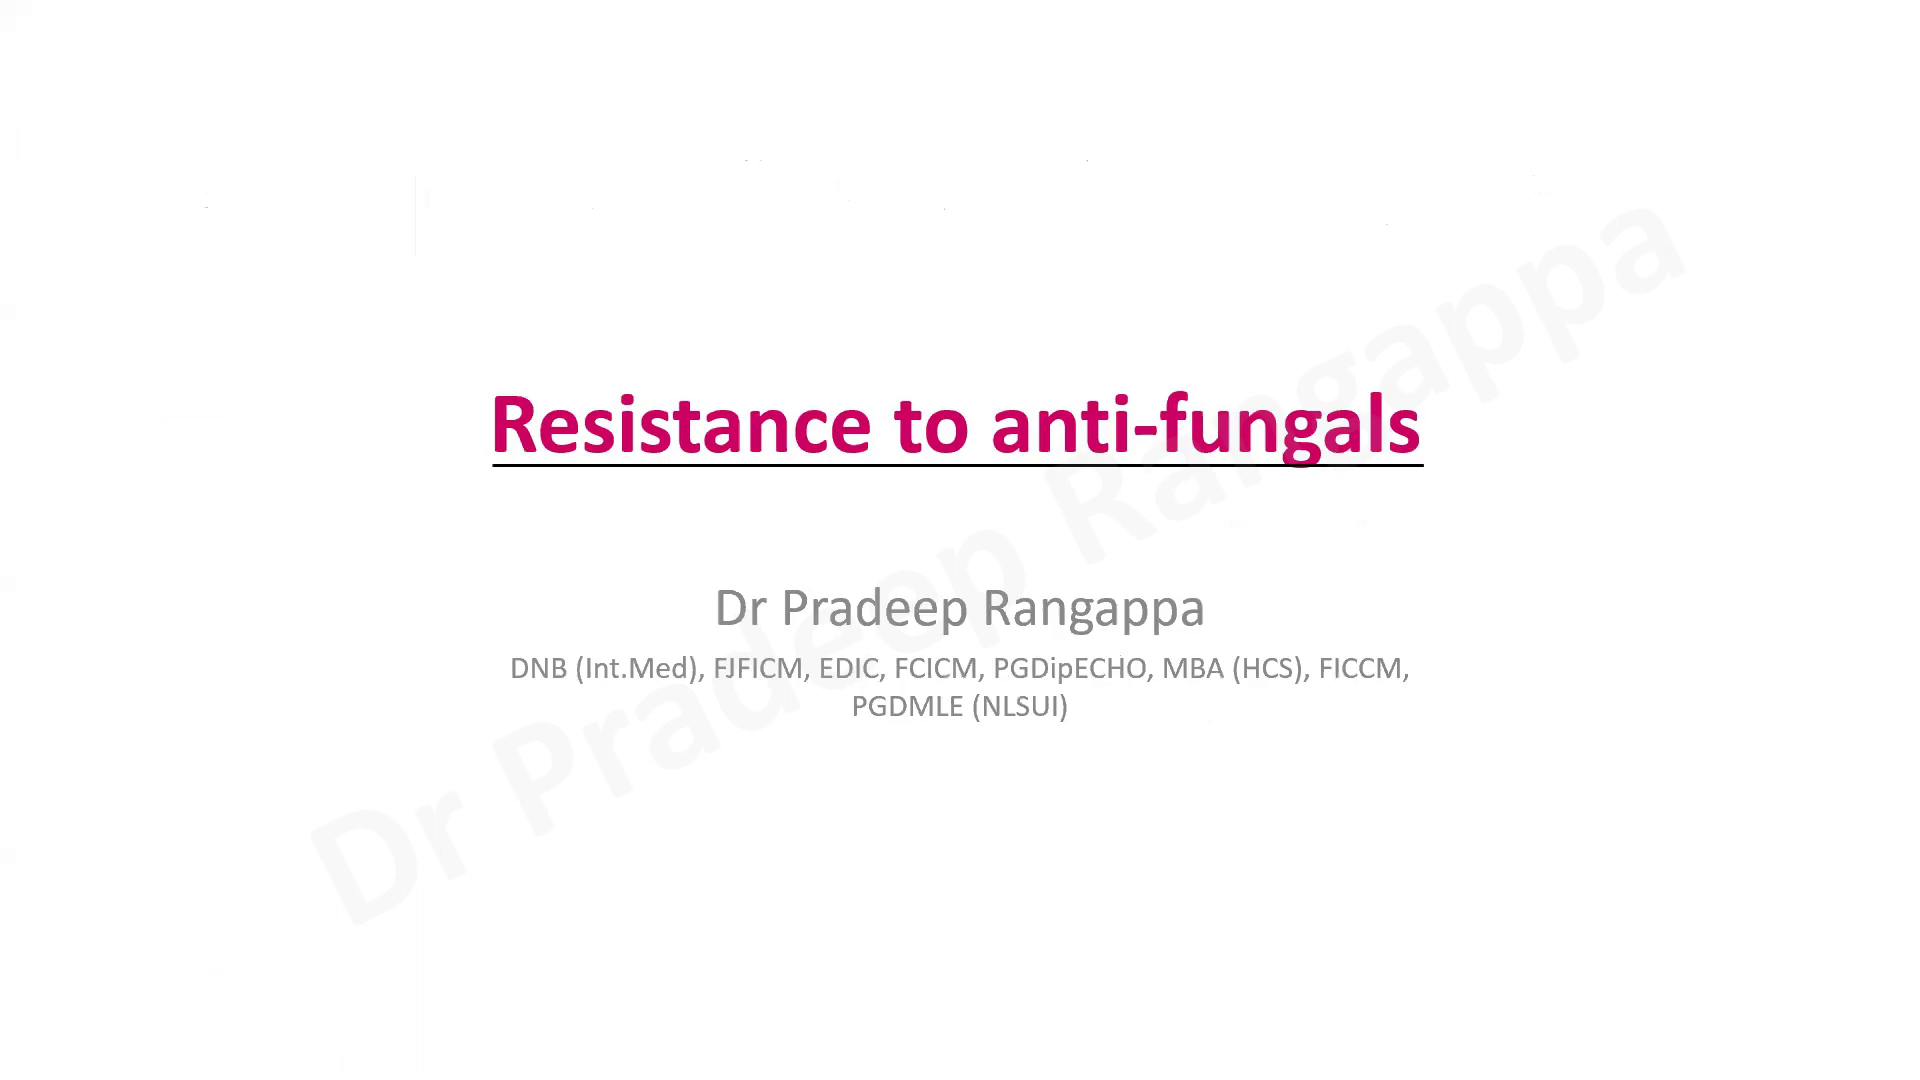 Resistance to anti-fungals
Dr Pradeep Rangappa
DNB (Int.Med), FJFICM, EDIC, FCICM, PGDipECHO, MBA (HCS), FICCM,
PGDMLE (NLSUI)
Dr Pradeep Rangappa